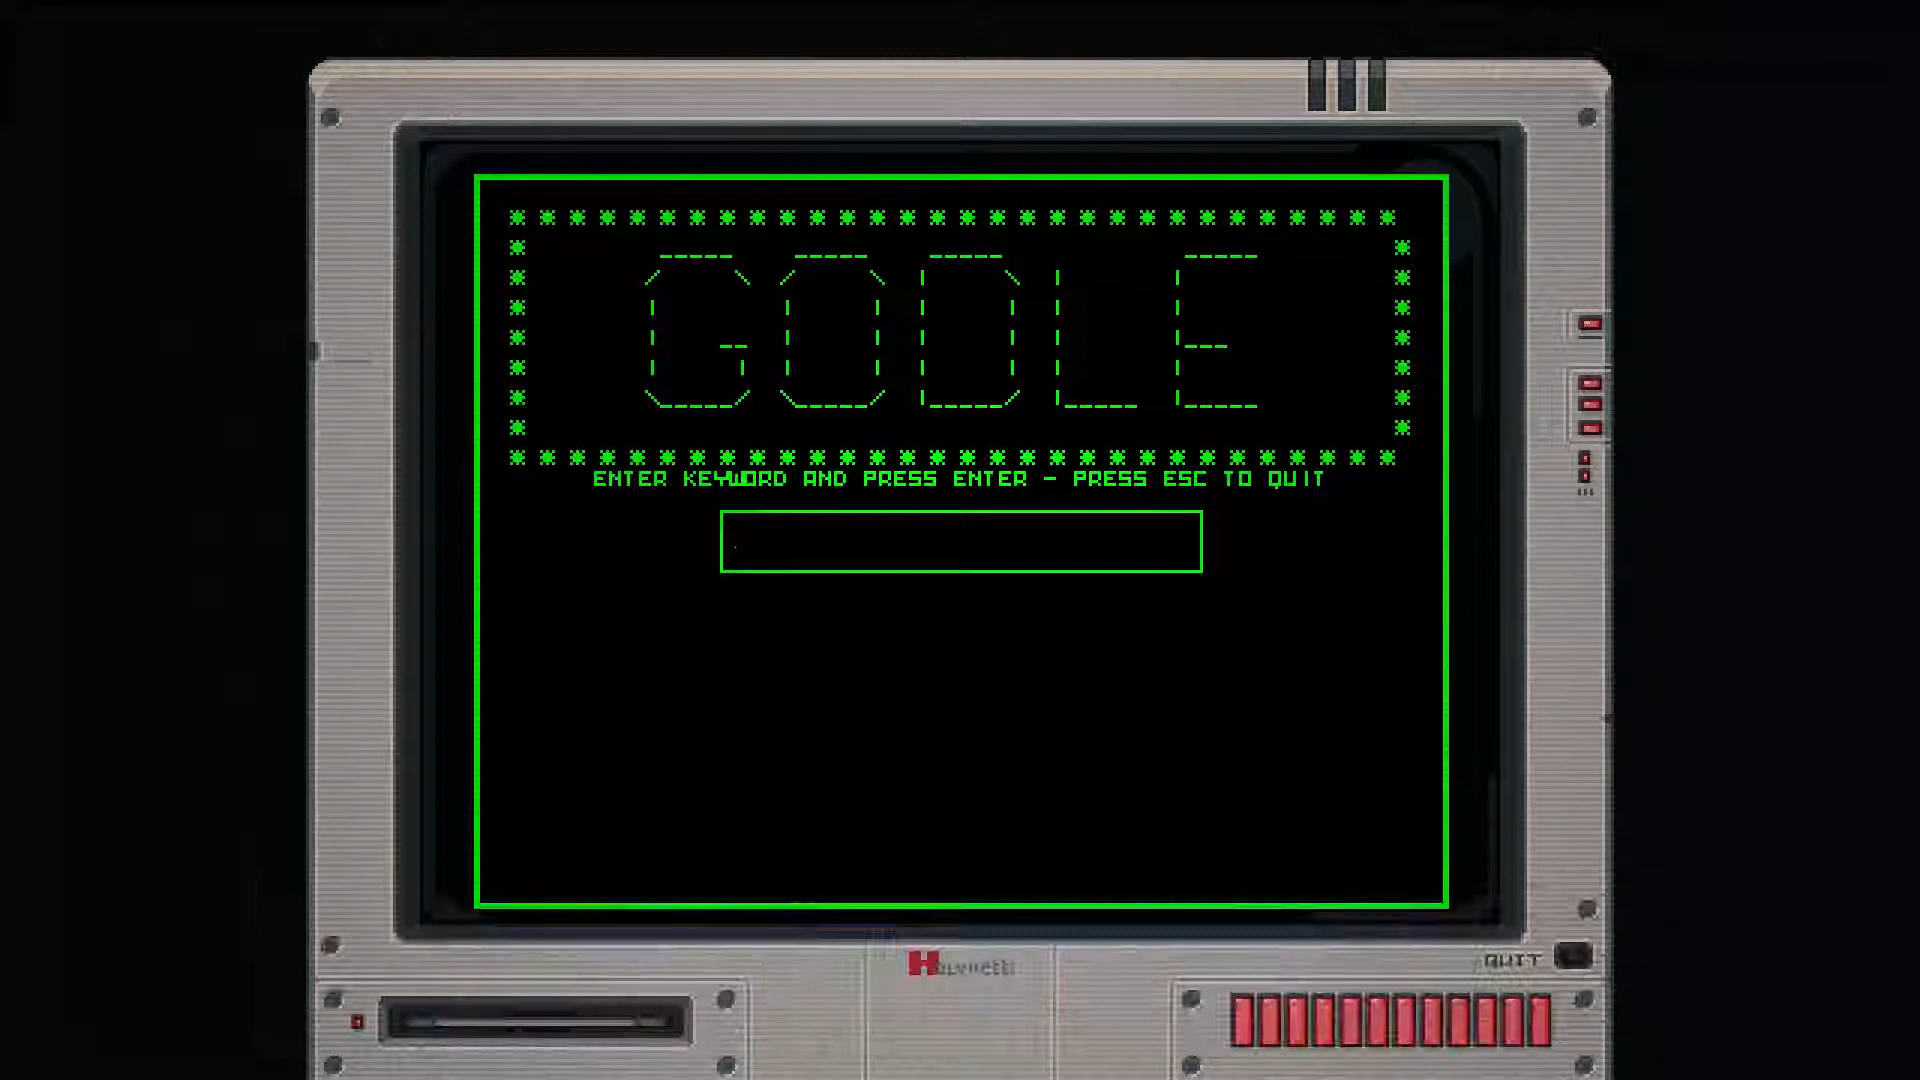 GODLE
ENTER KEYWORD AND PRESS ENTER - PRESS ESC TO QUIT
QUIT